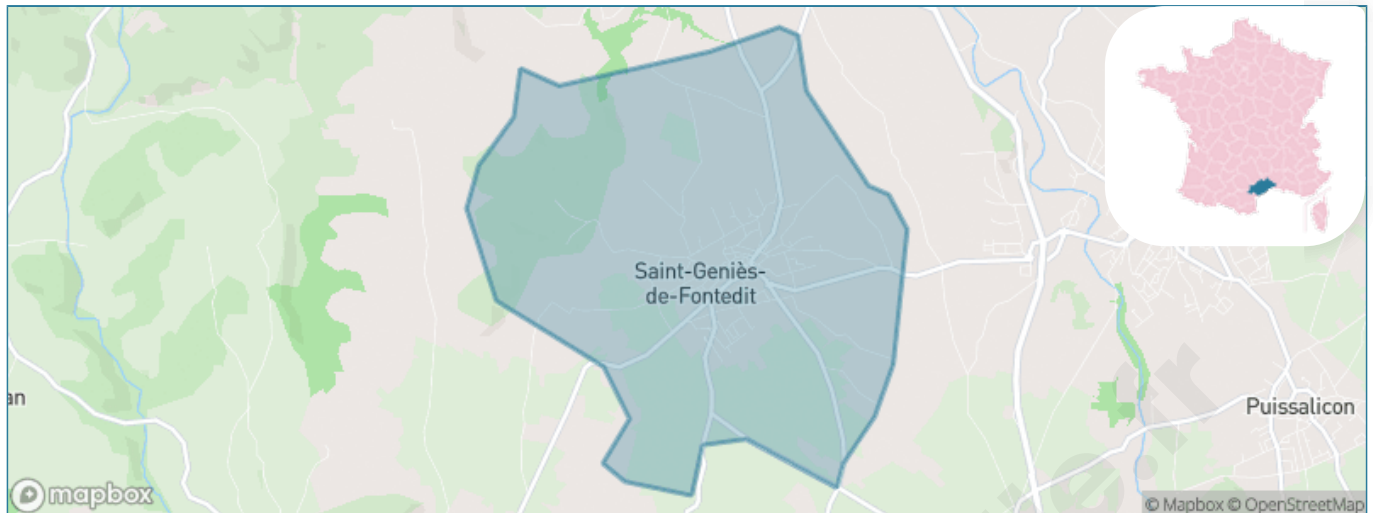 Saint-Geniès-
de-Fontedit
an
Puissalicon
mapbox
© Mapbox © OpenStreetMap